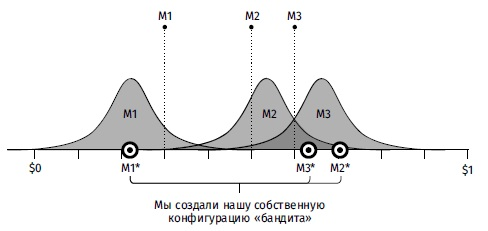 M1 M2 M3
M1 M2 M3
$0 M1* M3* M2* $1
Мы создали нашу собственную
конфигурацию «бандита»